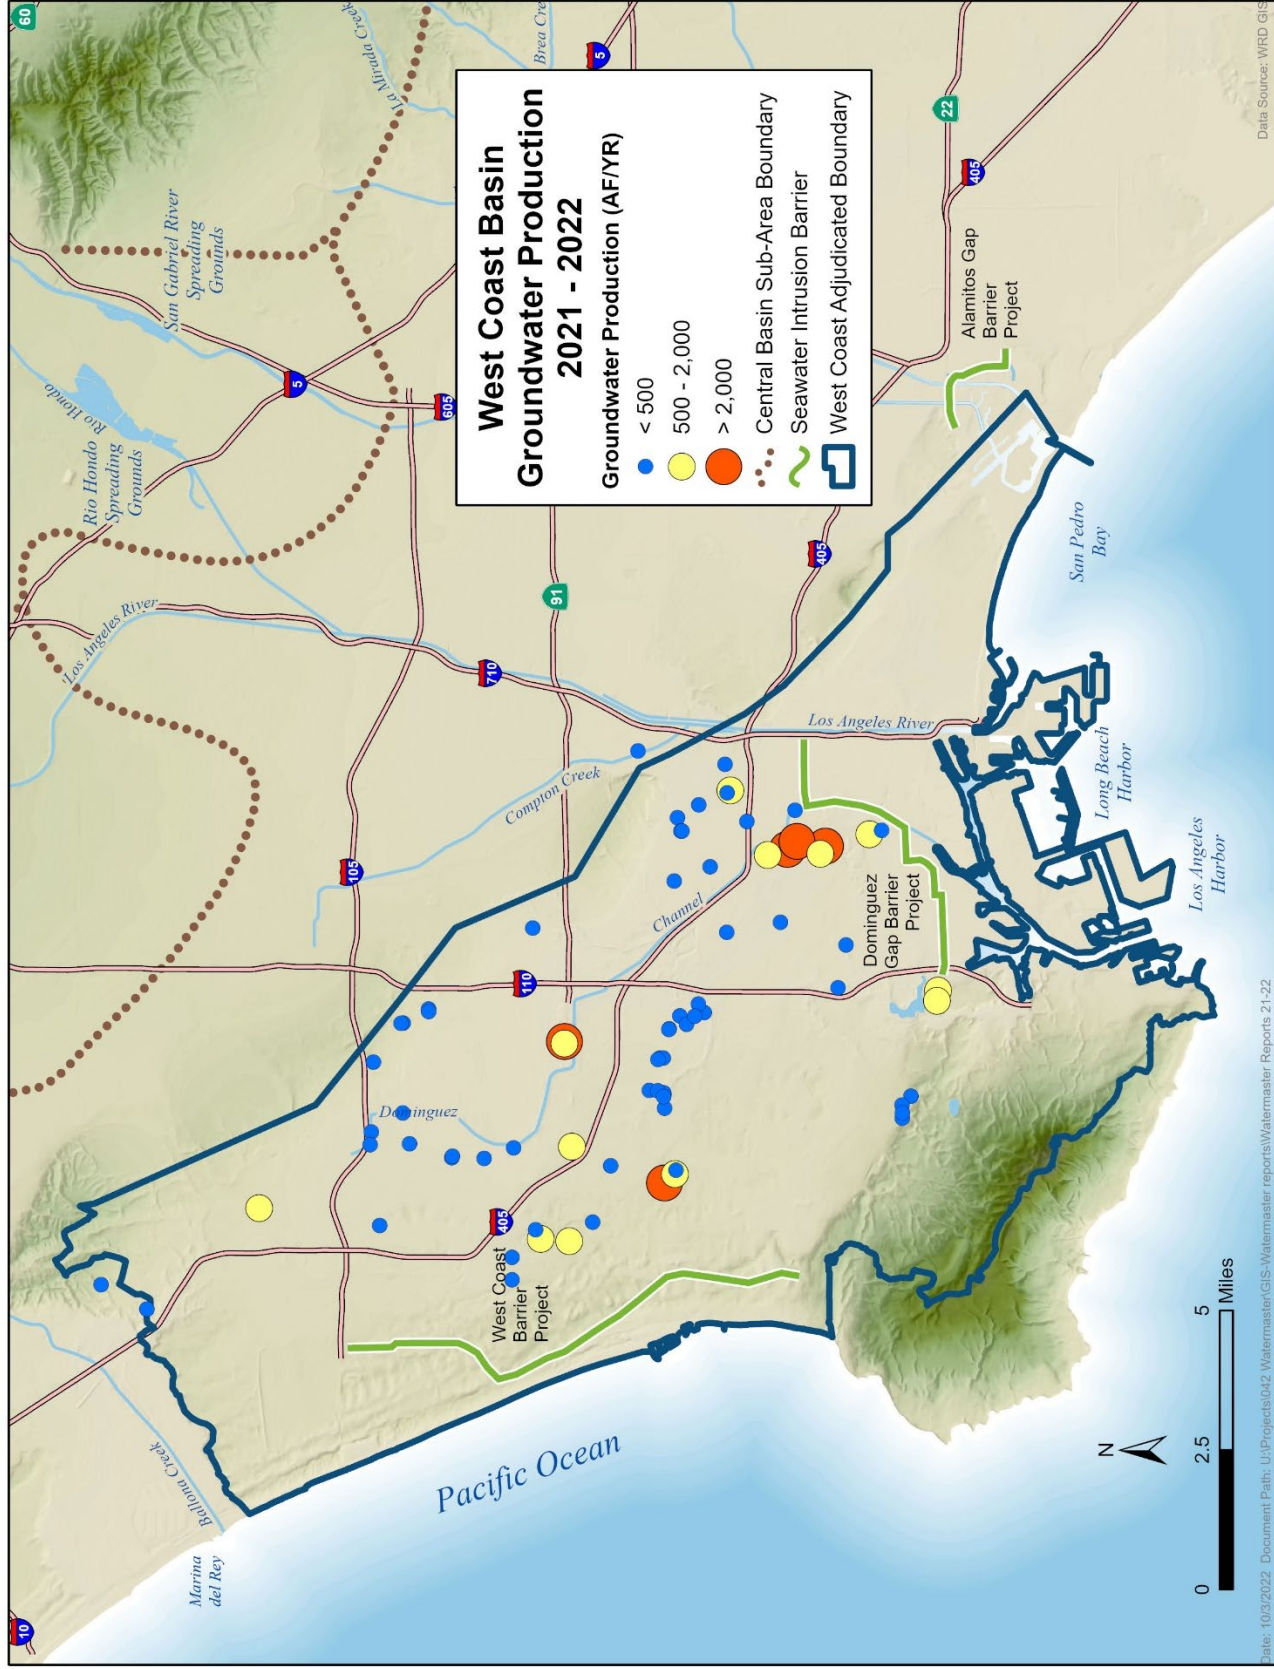 West Coast Basin
Groundwater Production
2021 - 2022
Groundwater Production (AF/YR)
< 500
500 - 2,000
> 2,000
Central Basin Sub-Area Boundary
Seawater Intrusion Barrier
West Coast Adjudicated Boundary
10
Marina
del Rey
Ballona Creek
Pacific Ocean
West Coast
Barrier
Project
405
Dominguez
110
105
Channel
Compton Creek
Dominguez
Gap Barrier
Project
Los Angeles
Harbor
Long Beach
Harbor
Los Angeles River
Los Angeles River
710
91
405
San Pedro
Bay
Rio Hondo
Spreading
Grounds
Rio Hondo
5
605
San Gabriel River
Spreading
Grounds
Alamitos Gap
Barrier
Project
405
22
La Mirada Creek
Brea Cre
5
60
N
0
2.5
5
Miles
Date: 10/3/2022 Document Path: U:\Projects\042 Watermaster\GIS-Watermaster reports\Watermaster Reports 21-22
Data Source: WRD GIS